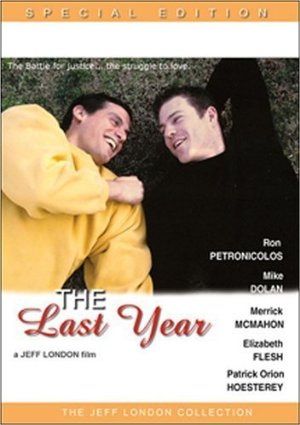 SPECIAL EDITION
The Battle for justice... the struggle to love.
Ron
PETRONICOLOS
Mike
DOLAN
Merrick
MCMAHON
Elizabeth
FLESH
Patrick Orion
HOESTEREY
THE
Last Year
a JEFF LONDON film
THE JEFF LONDON COLLECTION